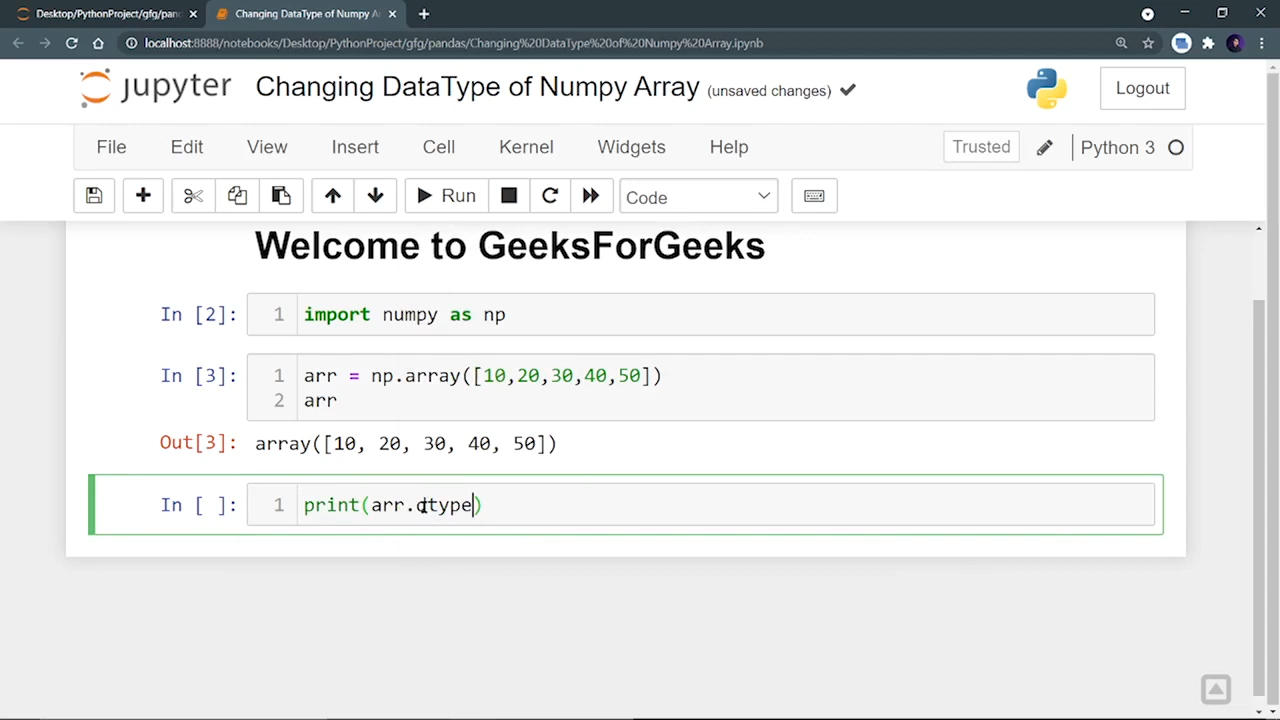 Desktop/PythonProject/gfg/pand
Changing DataType of Numpy A
localhost:8888/notebooks/Desktop/PythonProject/gfg/pandas/Changing%20DataType%20of%20Numpy%20Array.ipynb
jupyter Changing DataType of Numpy Array (unsaved changes) Logout
File Edit View Insert Cell Kernel Widgets Help Trusted Python 3
Run Code
Welcome to GeeksForGeeks
In [2]: 1 import numpy as np
In [3]: 1 arr = np.array([10,20,30,40,50])
2 arr
Out[3]: array([10, 20, 30, 40, 50])
In [ ]: 1 print(arr.dtype)